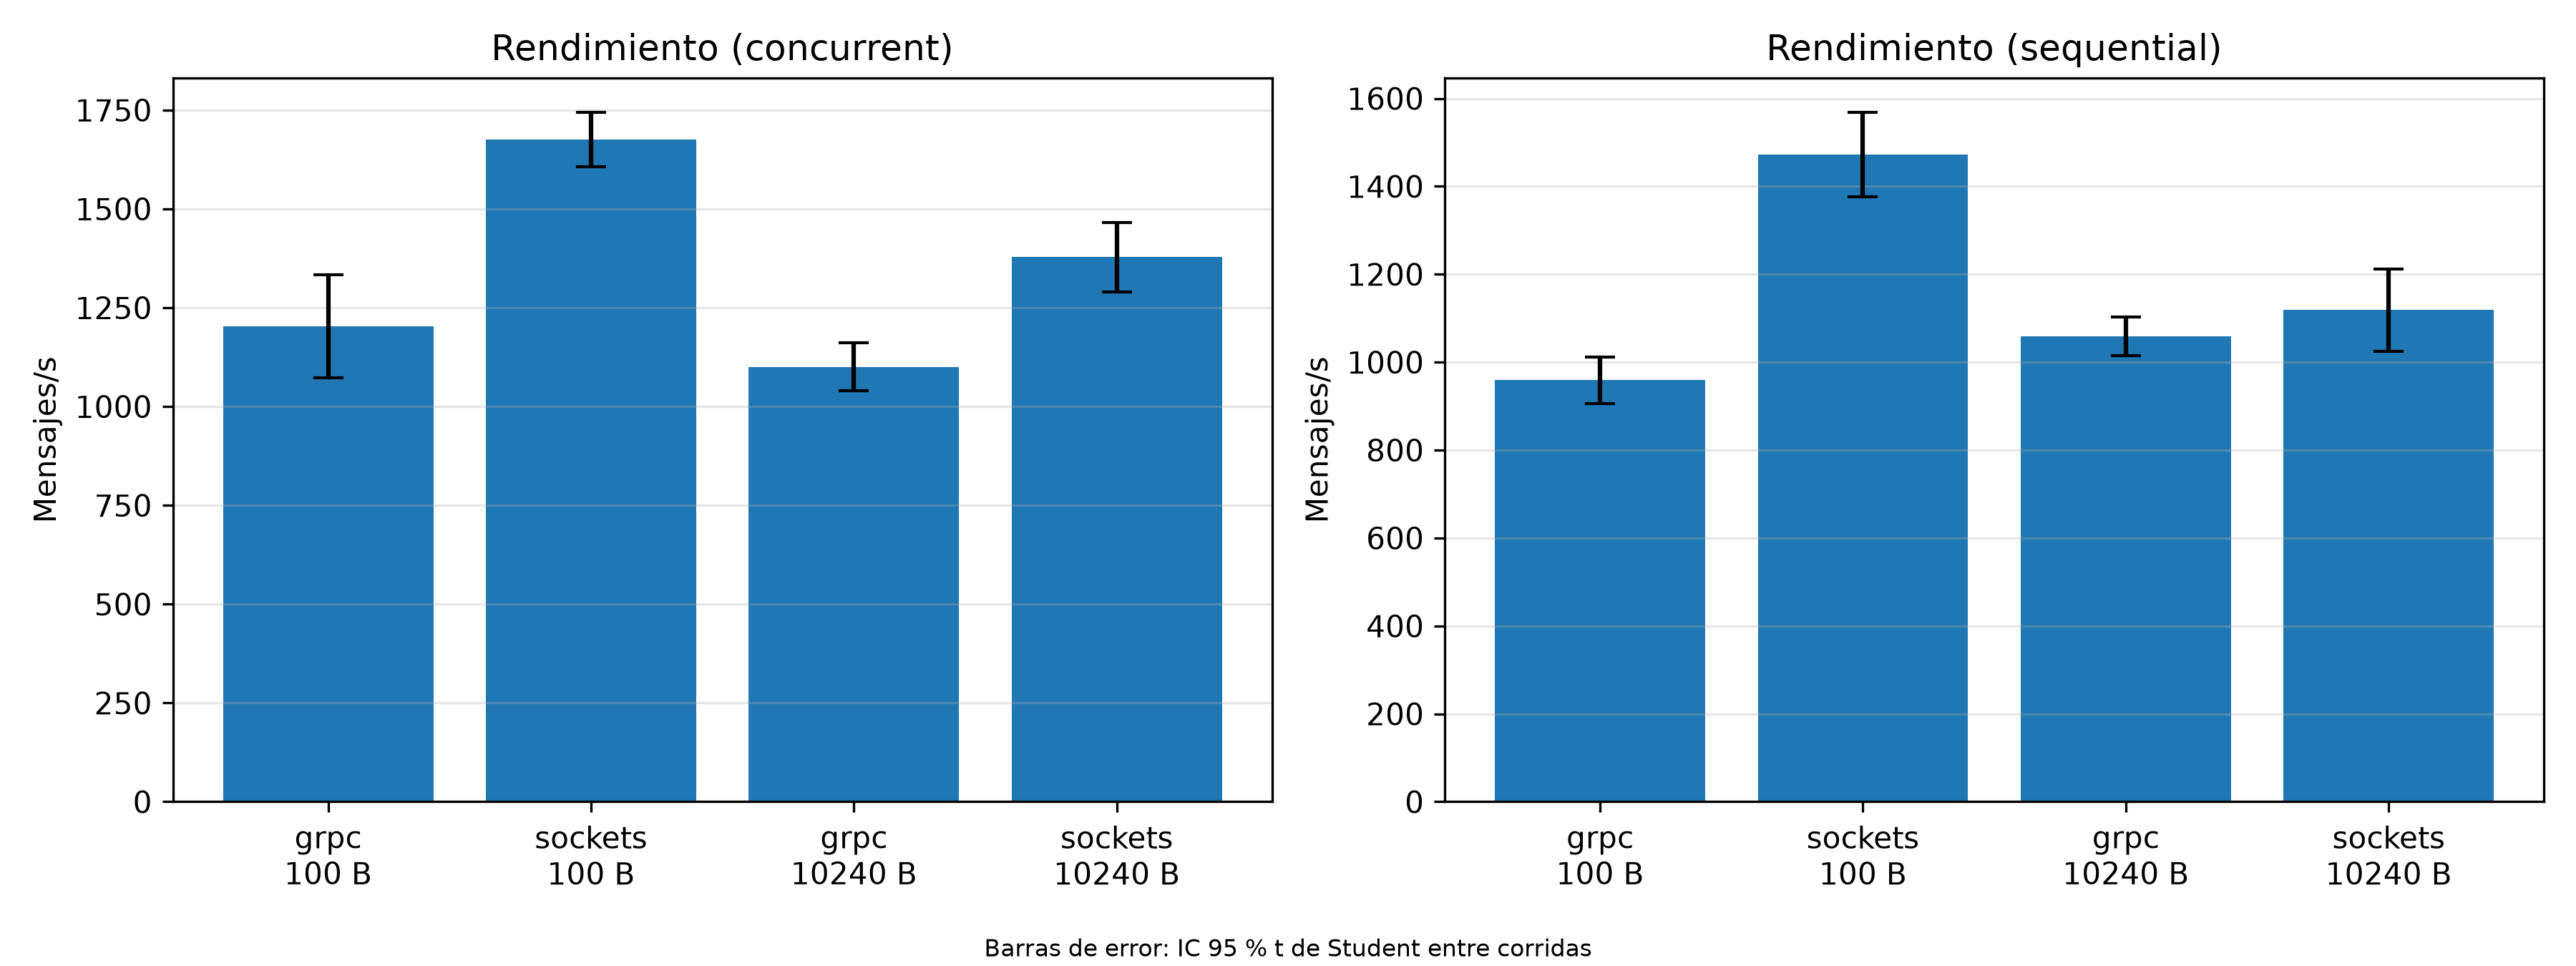 Rendimiento (concurrent)
Mensajes/s
1750
1500
1250
1000
750
500
250
0
grpc
100 B
sockets
100 B
grpc
10240 B
sockets
10240 B
Rendimiento (sequential)
Mensajes/s
1600
1400
1200
1000
800
600
400
200
0
grpc
100 B
sockets
100 B
grpc
10240 B
sockets
10240 B
Barras de error: IC 95 % t de Student entre corridas